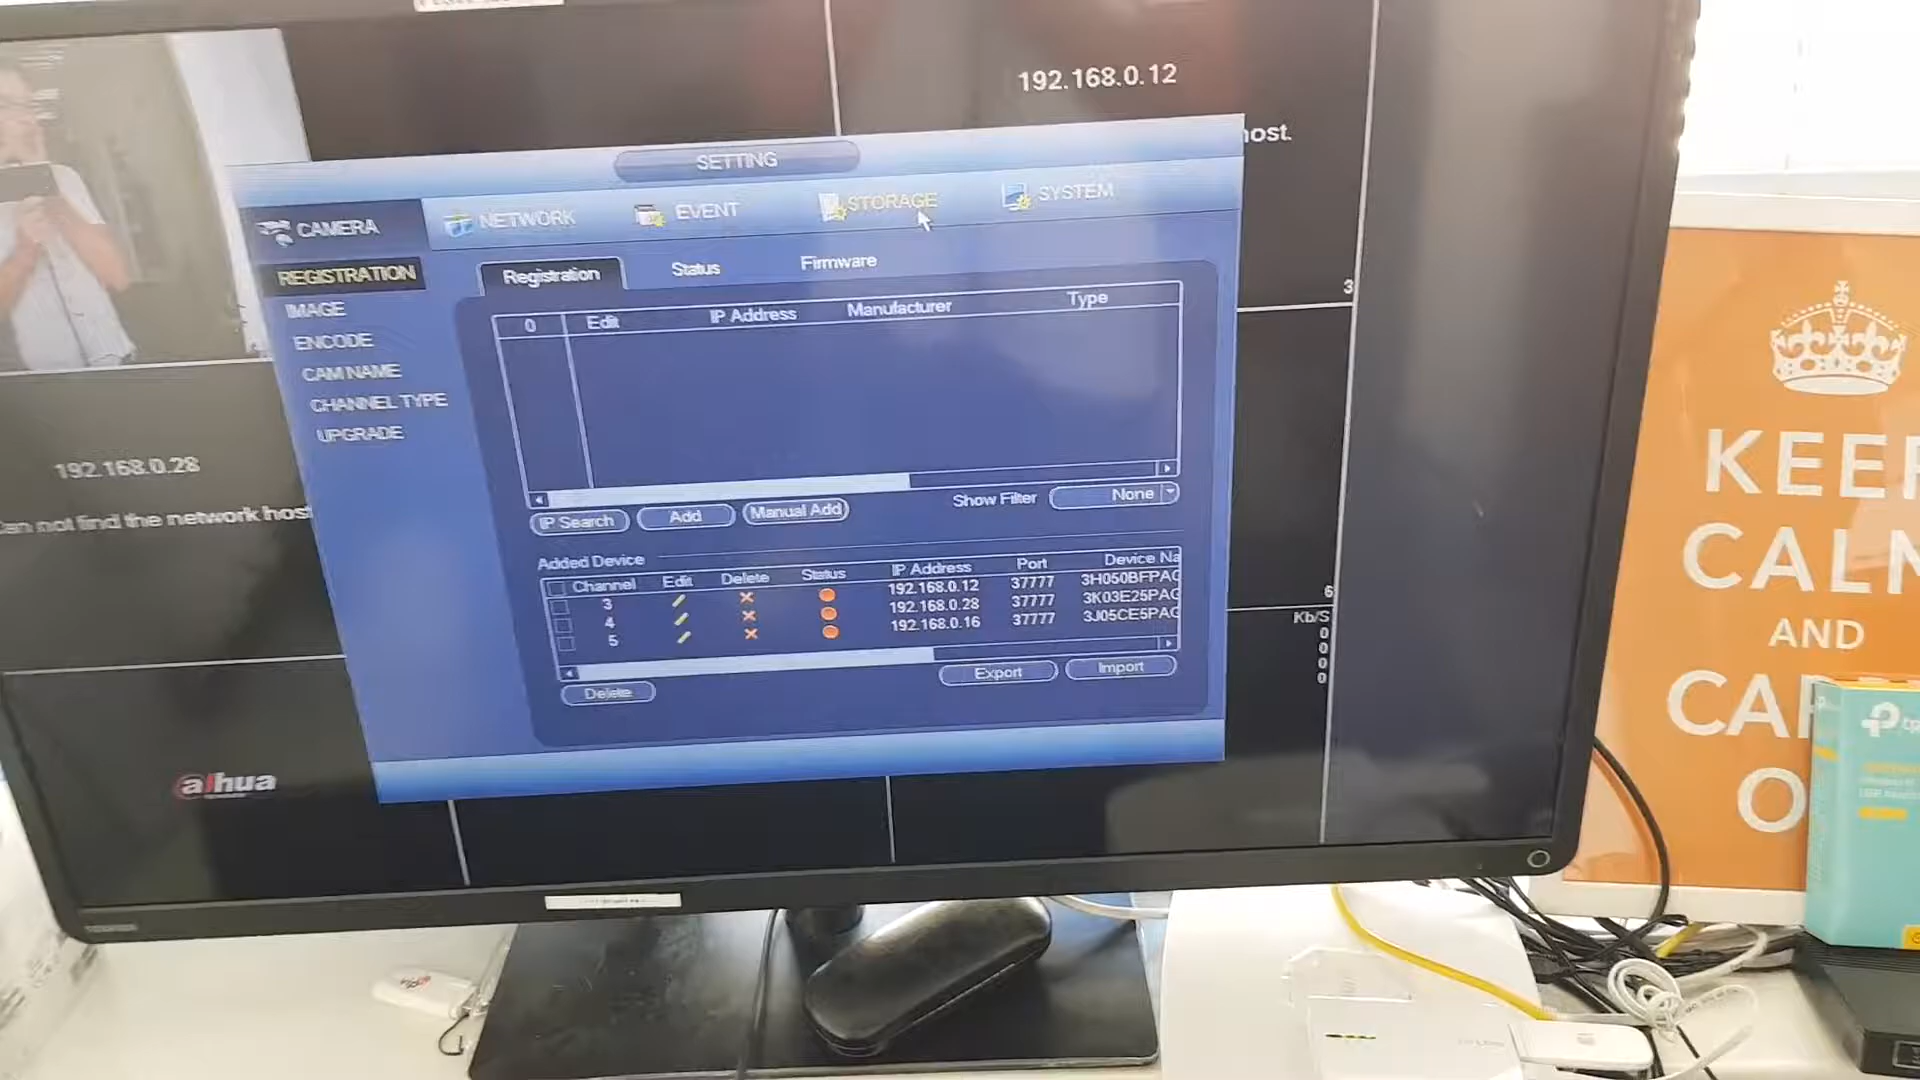 192.168.0.12
host.
SETTING
CAMERA NETWORK EVENT STORAGE SYSTEM
REGISTRATION
IMAGE
ENCODE
CAM NAME
CHANNEL TYPE
UPGRADE
Registration Status Firmware
0 Edit IP Address Manufacturer Type
IP Search Add Manual Add Show Filter None
Added Device
Channel Edit Delete Status IP Address Port Device Na
3 192.168.0.12 37777 3H050BFPAG
4 192.168.0.28 37777 3K03E25PAG
5 192.168.0.16 37777 3J05CE5PAG
Delete Export Import
3
6
Kb/S
0
0
0
0
192.168.0.28
Can not find the network host
alhua
TOSHIBA
KEEP
CALM
AND
CAR
O
tp